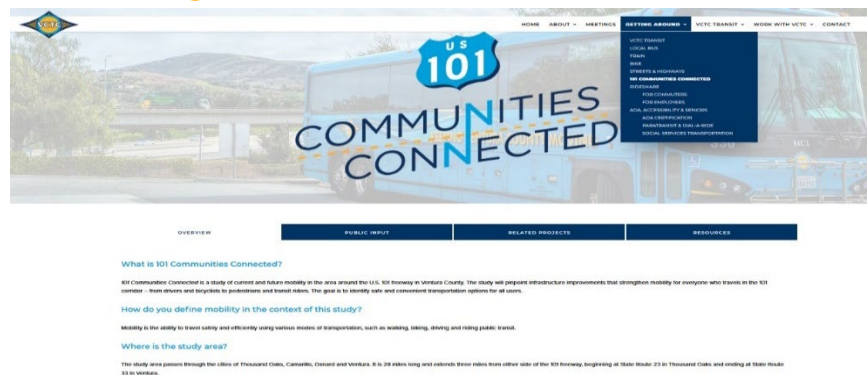 VCTC
HOME ABOUT MEETINGS GETTING AROUND VCTC TRANSIT WORK WITH VCTC CONTACT
VCTC TRANSIT
LOCAL BUS
TRAIN
BIKE
STREETS & HIGHWAYS
101 COMMUNITIES CONNECTED
RIDESHARE
FOR COMMUTERS
FOR EMPLOYERS
ADA, ACCESSIBILITY & SENIORS
ADA CERTIFICATION
PARATRANSIT & DIAL-A-RIDE
SOCIAL SERVICES TRANSPORTATION
US
101
COMMUNITIES
CONNECTED
MCI
OVERVIEW PUBLIC INPUT RELATED PROJECTS RESOURCES
What is 101 Communities Connected?
101 Communities Connected is a study of current and future mobility in the area around the U.S. 101 freeway in Ventura County. The study will pinpoint infrastructure improvements that strengthen mobility for everyone who travels in the 101
corridor – from drivers and bicyclists to pedestrians and transit riders. The goal is to identify safe and convenient transportation options for all users.
How do you define mobility in the context of this study?
Mobility is the ability to travel safely and efficiently using various modes of transportation, such as walking, biking, driving and riding public transit.
Where is the study area?
The study area passes through the cities of Thousand Oaks, Camarillo, Oxnard and Ventura. It is 28 miles long and extends three miles from either side of the 101 freeway, beginning at State Route 23 in Thousand Oaks and ending at State Route
33 in Ventura.